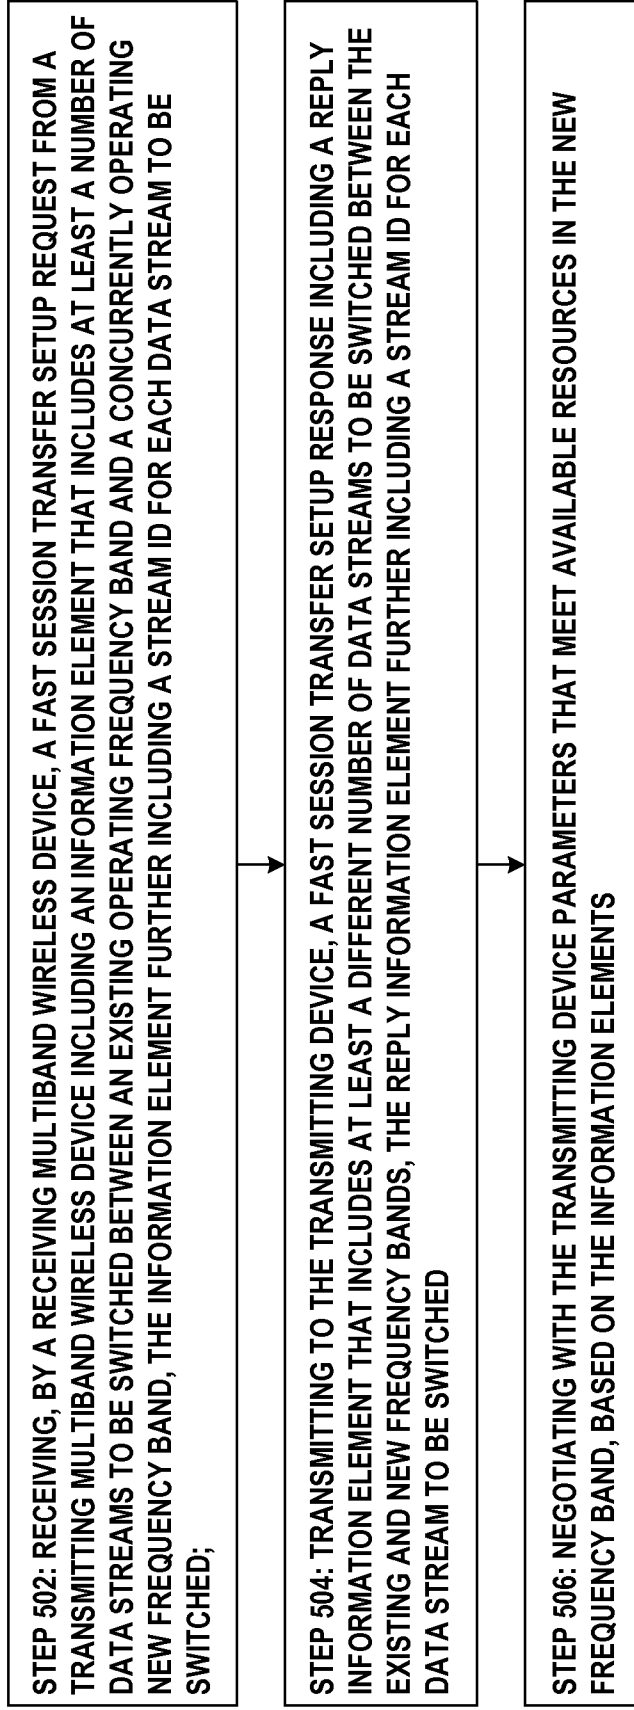 STEP 502: RECEIVING, BY A RECEIVING MULTIBAND WIRELESS DEVICE, A FAST SESSION TRANSFER SETUP REQUEST FROM A
TRANSMITTING MULTIBAND WIRELESS DEVICE INCLUDING AN INFORMATION ELEMENT THAT INCLUDES AT LEAST A NUMBER OF
DATA STREAMS TO BE SWITCHED BETWEEN AN EXISTING OPERATING FREQUENCY BAND AND A CONCURRENTLY OPERATING
NEW FREQUENCY BAND, THE INFORMATION ELEMENT FURTHER INCLUDING A STREAM ID FOR EACH DATA STREAM TO BE
SWITCHED;
STEP 504: TRANSMITTING TO THE TRANSMITTING DEVICE, A FAST SESSION TRANSFER SETUP RESPONSE INCLUDING A REPLY
INFORMATION ELEMENT THAT INCLUDES AT LEAST A DIFFERENT NUMBER OF DATA STREAMS TO BE SWITCHED BETWEEN THE
EXISTING AND NEW FREQUENCY BANDS, THE REPLY INFORMATION ELEMENT FURTHER INCLUDING A STREAM ID FOR EACH
DATA STREAM TO BE SWITCHED
STEP 506: NEGOTIATING WITH THE TRANSMITTING DEVICE PARAMETERS THAT MEET AVAILABLE RESOURCES IN THE NEW
FREQUENCY BAND, BASED ON THE INFORMATION ELEMENTS